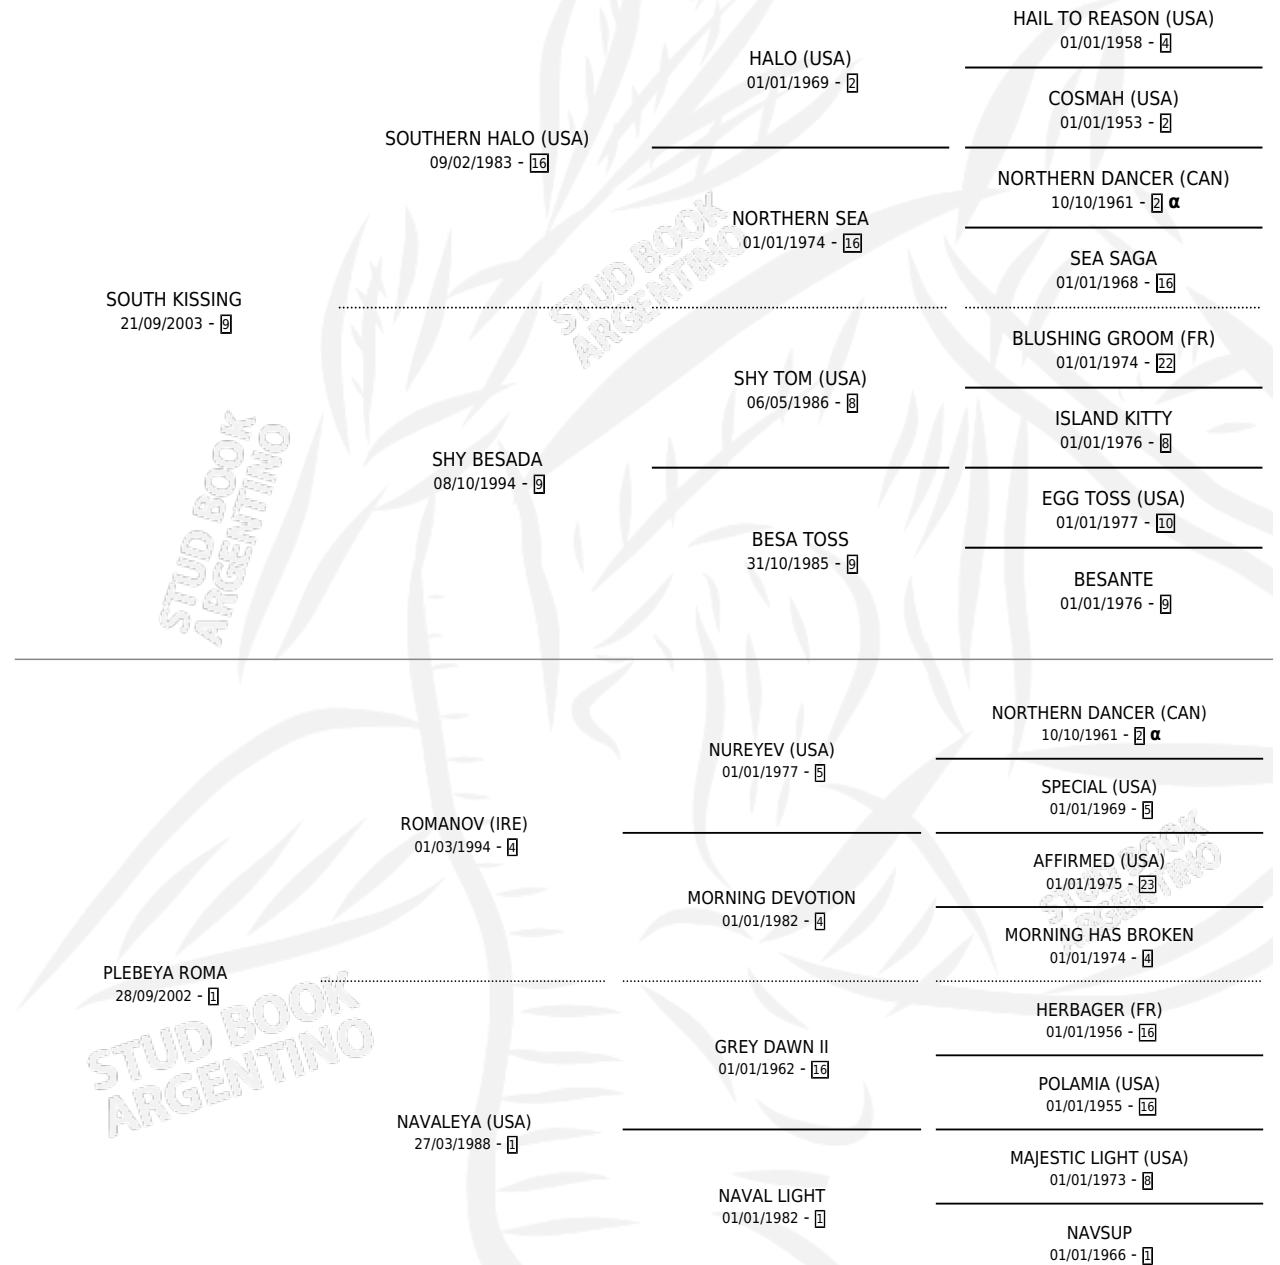 HAIL TO REASON (USA)
01/01/1958 - 4
HALO (USA)
01/01/1969 - 2
COSMAH (USA)
01/01/1953 - 2
SOUTHERN HALO (USA)
09/02/1983 - 16
NORTHERN DANCER (CAN)
10/10/1961 - 2 α
NORTHERN SEA
01/01/1974 - 16
SEA SAGA
01/01/1968 - 16
SOUTH KISSING
21/09/2003 - 9
BLUSHING GROOM (FR)
01/01/1974 - 22
SHY TOM (USA)
06/05/1986 - 8
ISLAND KITTY
01/01/1976 - 8
SHY BESADA
08/10/1994 - 9
EGG TOSS (USA)
01/01/1977 - 10
BESA TOSS
31/10/1985 - 9
BESANTE
01/01/1976 - 9
NORTHERN DANCER (CAN)
10/10/1961 - 2 α
NUREYEV (USA)
01/01/1977 - 5
SPECIAL (USA)
01/01/1969 - 5
ROMANOV (IRE)
01/03/1994 - 4
AFFIRMED (USA)
01/01/1975 - 23
MORNING DEVOTION
01/01/1982 - 4
MORNING HAS BROKEN
01/01/1974 - 4
PLEBEYA ROMA
28/09/2002 - 1
HERBAGER (FR)
01/01/1956 - 16
GREY DAWN II
01/01/1962 - 16
POLAMIA (USA)
01/01/1955 - 16
NAVALEYA (USA)
27/03/1988 - 1
MAJESTIC LIGHT (USA)
01/01/1973 - 8
NAVAL LIGHT
01/01/1982 - 1
NAVSUP
01/01/1966 - 1
STUD BOOK
ARGENTINO
STUD BOOK
ARGENTINO
STUD BOOK
ARGENTINO
STUD BOOK
ARGENTINO